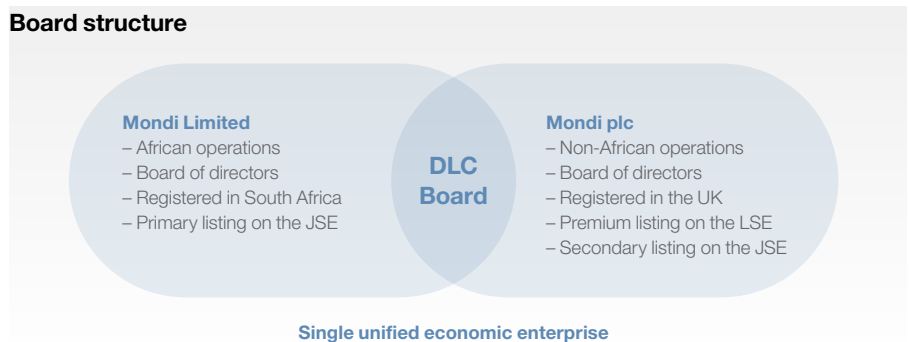 Board structure
Mondi Limited
– African operations
– Board of directors
– Registered in South Africa
– Primary listing on the JSE
DLC
Board
Mondi plc
– Non-African operations
– Board of directors
– Registered in the UK
– Premium listing on the LSE
– Secondary listing on the JSE
Single unified economic enterprise